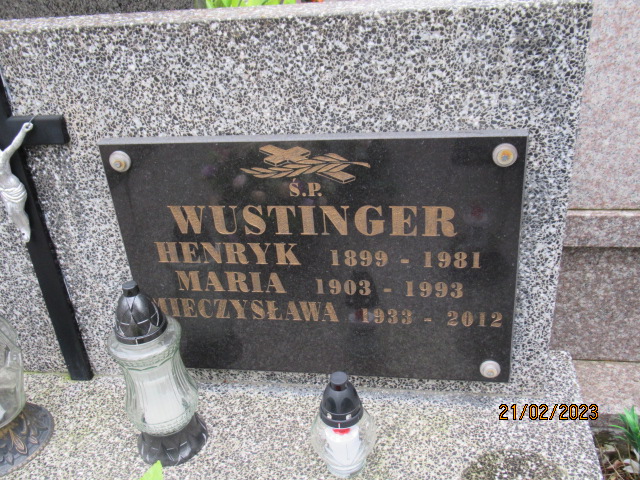 Ś.P.
WUSTINGER
HENRYK 1899 - 1981
MARIA 1903 - 1993
MIECZYSŁAWA 1933 - 2012
21/02/2023